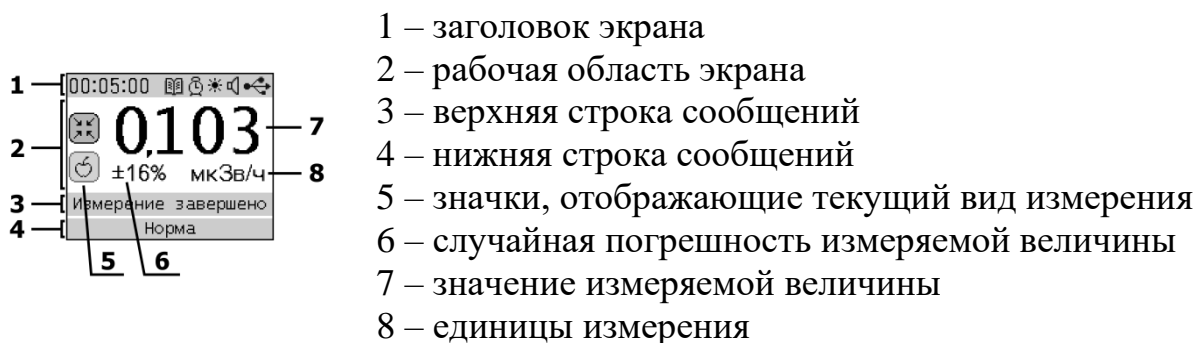 1 – заголовок экрана
2 – рабочая область экрана
3 – верхняя строка сообщений
4 – нижняя строка сообщений
5 – значки, отображающие текущий вид измерения
6 – случайная погрешность измеряемой величины
7 – значение измеряемой величины
8 – единицы измерения
1
00:05:00
2
0,103
7
±16%
мкЗв/ч
8
3
Измерение завершено
4
Норма
5
6